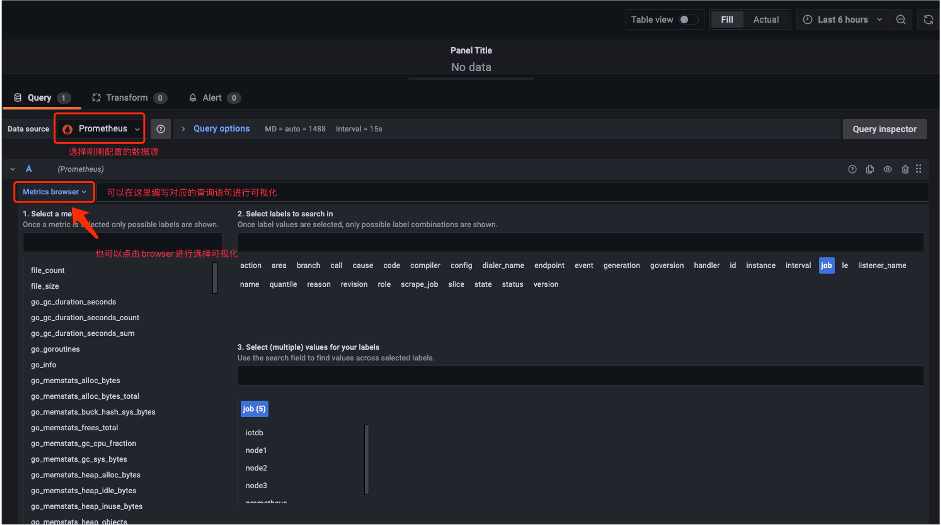 Table view Fill Actual Last 6 hours
Panel Title
No data
Query 1 Transform 0 Alert 0
Data source Prometheus Query options MD = auto = 1488 Interval = 15s Query inspector
选择刚刚配置的数据源
A (Prometheus)
Metrics browser 可以在这里编写对应的查询语句进行可视化
1. Select a me
Once a metric is selected only possible labels are shown.
也可以点击browser进行选择可视化
file_count
file_size
go_gc_duration_seconds
go_gc_duration_seconds_count
go_gc_duration_seconds_sum
go_goroutines
go_info
go_memstats_alloc_bytes
go_memstats_alloc_bytes_total
go_memstats_buck_hash_sys_bytes
go_memstats_frees_total
go_memstats_gc_cpu_fraction
go_memstats_gc_sys_bytes
go_memstats_heap_alloc_bytes
go_memstats_heap_idle_bytes
go_memstats_heap_inuse_bytes
go_memstats_heap_objects
2. Select labels to search in
Once label values are selected, only possible label combinations are shown.
action area branch call cause code compiler config dialer_name endpoint event generation goversion handler id instance interval job le listener_name
name quantile reason revision role scrape_job slice state status version
3. Select (multiple) values for your labels
Use the search field to find values across selected labels.
job (5)
iotdb
node1
node2
node3
prometheus